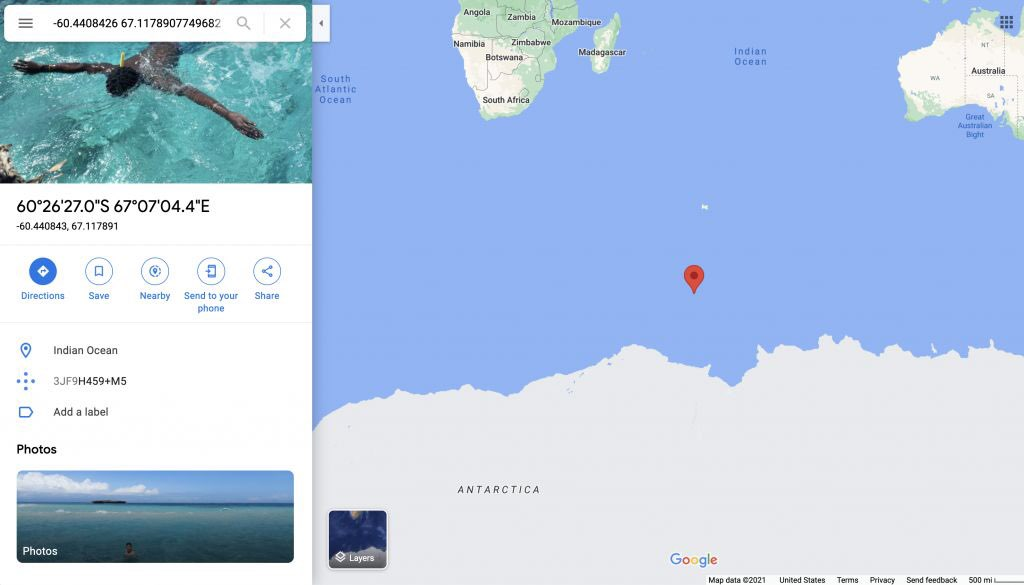 -60.4408426 67.1178907749682
60°26'27.0"S 67°07'04.4"E
-60.440843, 67.117891
Directions
Save
Nearby
Send to your
phone
Share
Indian Ocean
3JF9H459+M5
Add a label
Photos
Photos
Angola
Zambia
Mozambique
Namibia
Zimbabwe
Botswana
Madagascar
South Africa
South
Atlantic
Ocean
Indian
Ocean
NT
WA
Australia
SA
Great
Australian
Bight
ANTARCTICA
Layers
Google
Map data ©2021 United States Terms Privacy Send feedback 500 mi